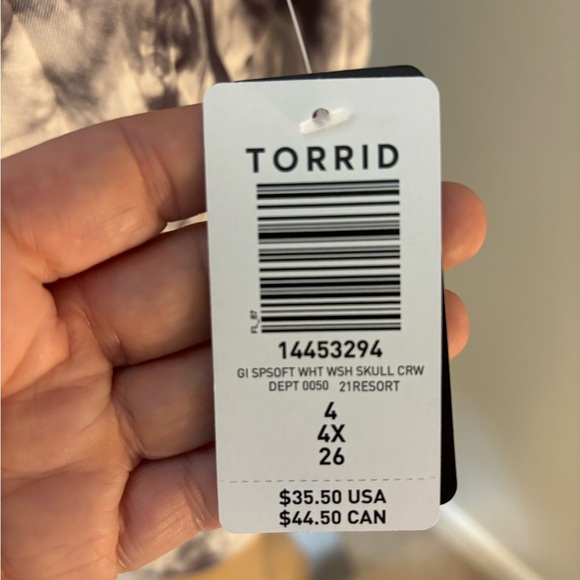 TORRID
FL_67
14453294
GI SPSOFT WHT WSH SKULL CRW
DEPT 0050 21RESORT
4
4X
26
$35.50 USA
$44.50 CAN